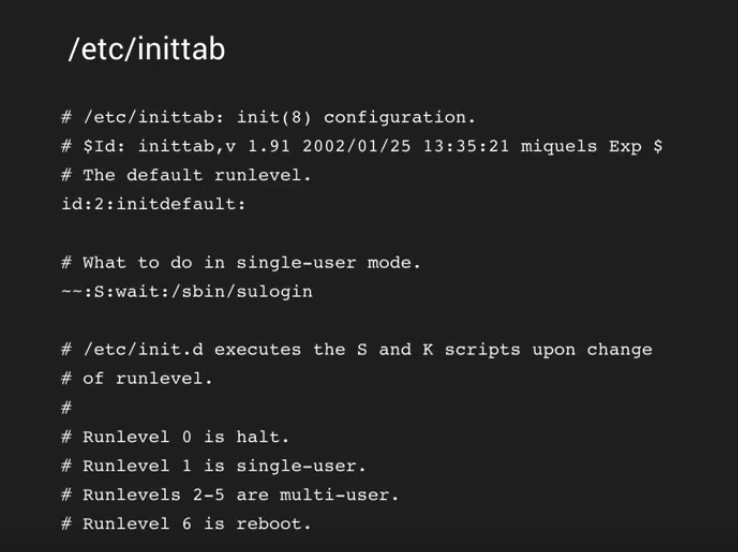 /etc/inittab
# /etc/inittab: init(8) configuration.
# $Id: inittab,v 1.91 2002/01/25 13:35:21 miquels Exp $
# The default runlevel.
id:2:initdefault:
# What to do in single-user mode.
~~:S:wait:/sbin/sulogin
# /etc/init.d executes the S and K scripts upon change
# of runlevel.
#
# Runlevel 0 is halt.
# Runlevel 1 is single-user.
# Runlevels 2-5 are multi-user.
# Runlevel 6 is reboot.